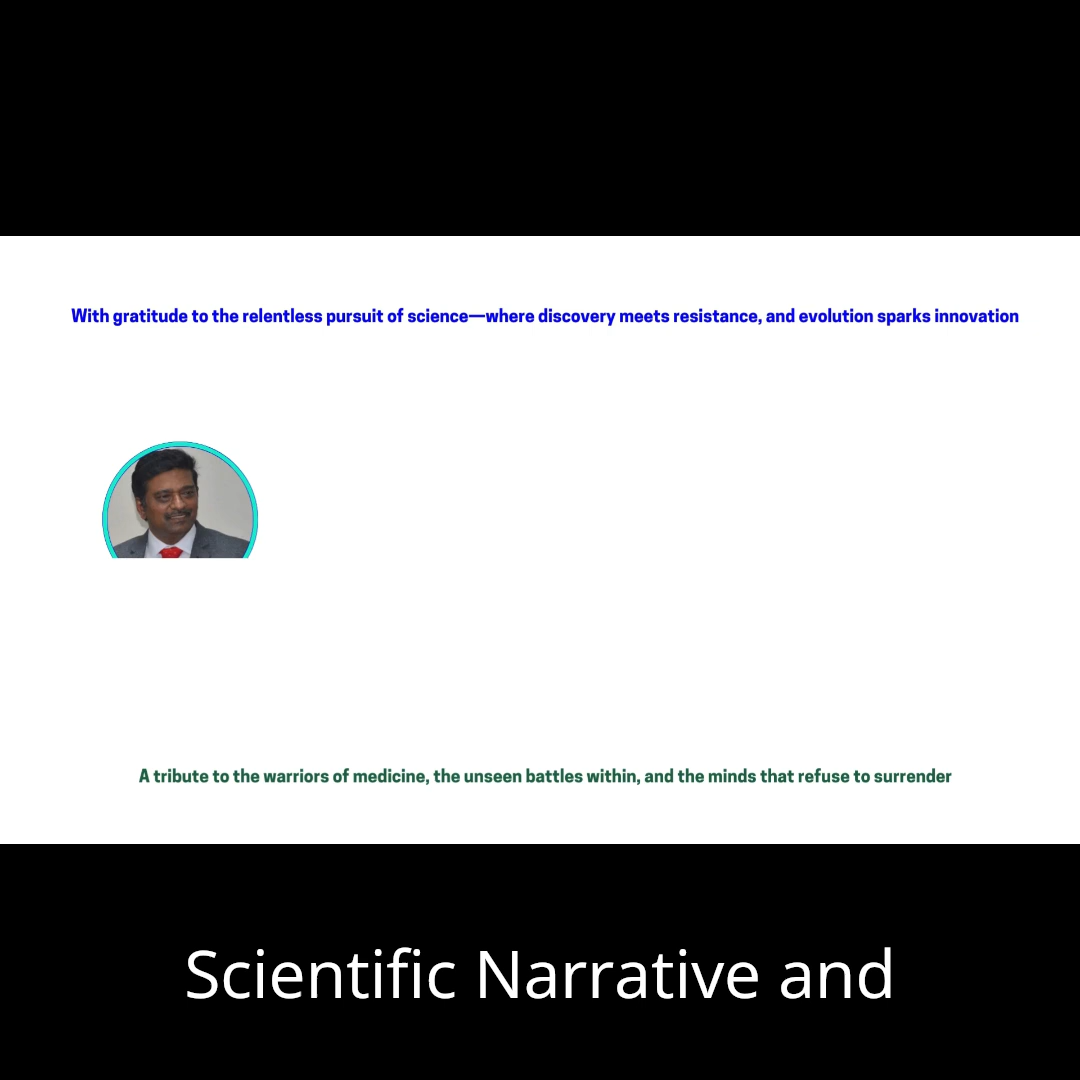 With gratitude to the relentless pursuit of science—where discovery meets resistance, and evolution sparks innovation
A tribute to the warriors of medicine, the unseen battles within, and the minds that refuse to surrender
Scientific Narrative and